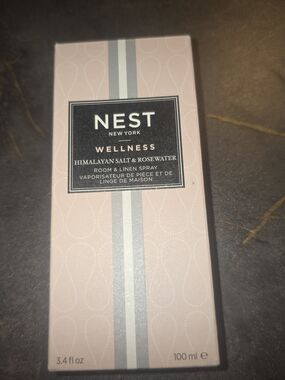 NEST
NEW YORK
WELLNESS
HIMALAYAN SALT & ROSEWATER
ROOM & LINEN SPRAY
VAPORISATEUR DE PIÈCE ET DE
LINGE DE MAISON
3.4 fl oz 100 ml ℮